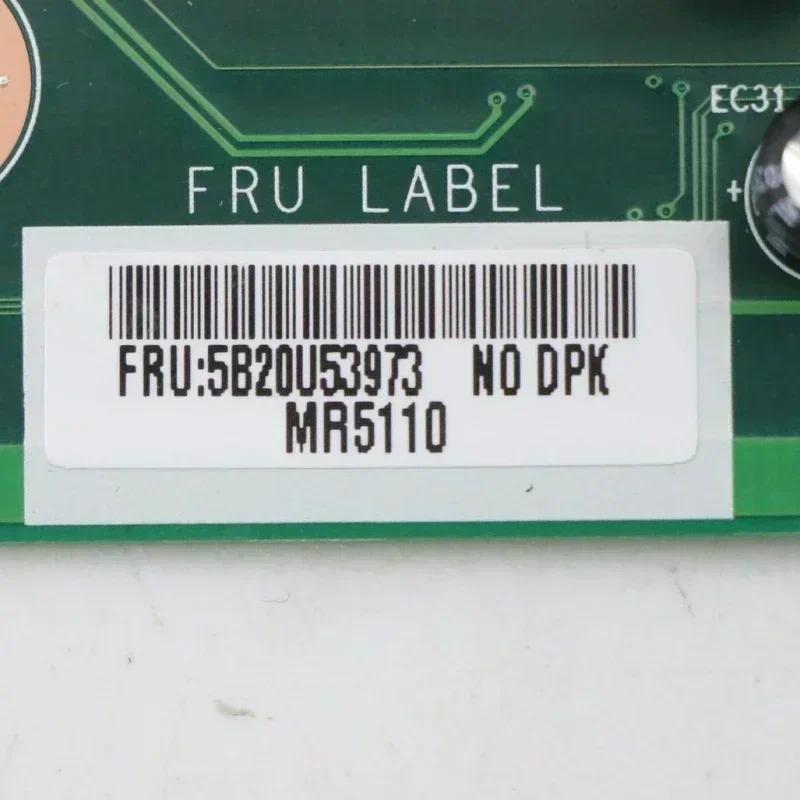 EC31
FRU LABEL
+
FRU:5B20U53973 NO DPK
MR5110